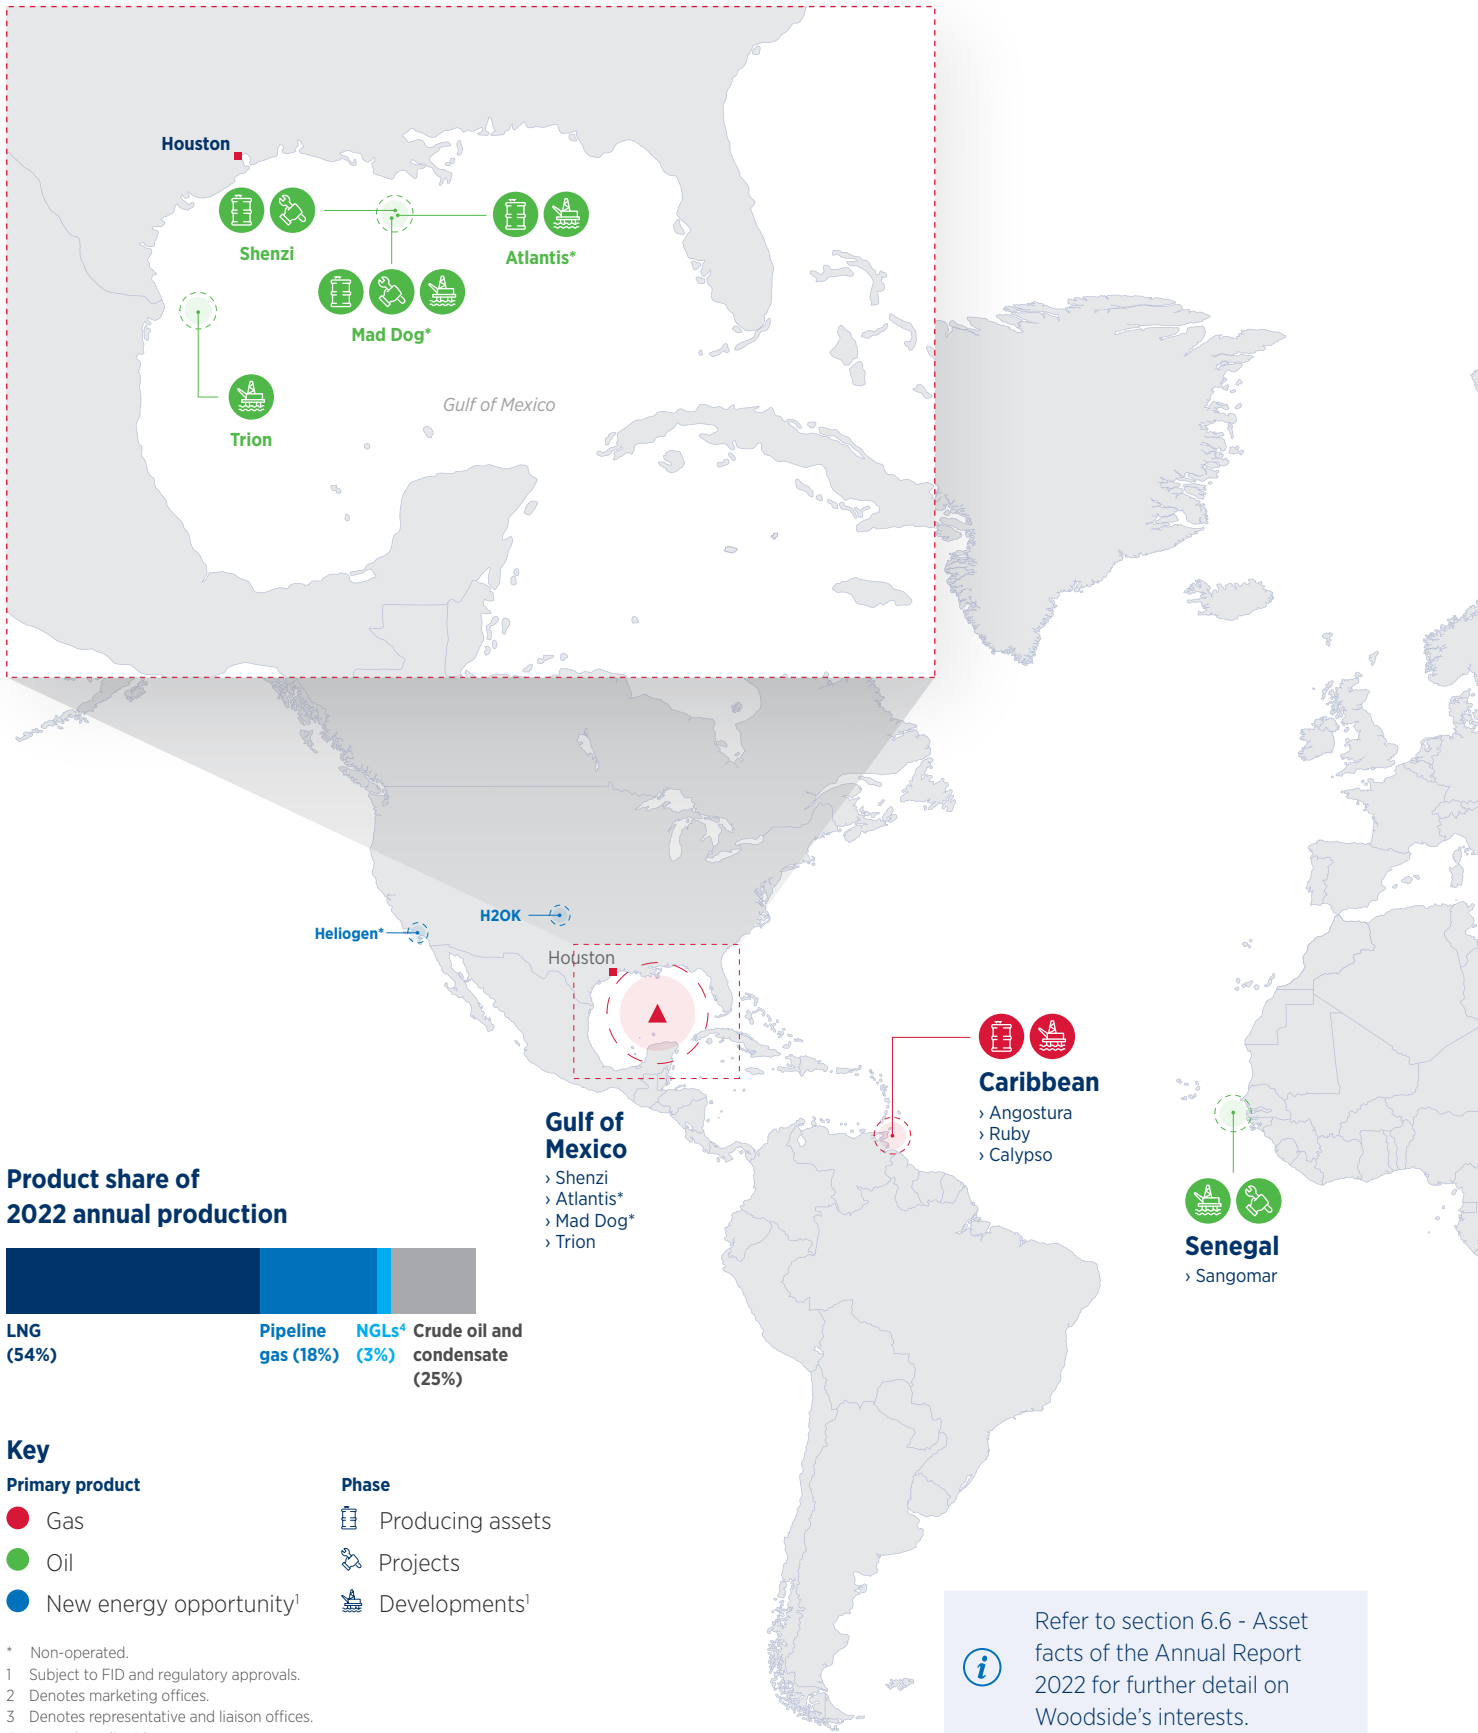 Houston
Shenzi
Atlantis*
Mad Dog*
Trion
Gulf of Mexico
Heliogen*
H2OK
Houston
Gulf of
Mexico
› Shenzi
› Atlantis*
› Mad Dog*
› Trion
Caribbean
› Angostura
› Ruby
› Calypso
Senegal
› Sangomar
Product share of
2022 annual production
LNG
(54%)
Pipeline
gas (18%)
NGLs⁴
(3%)
Crude oil and
condensate
(25%)
Key
Primary product
Gas
Oil
New energy opportunity¹
Phase
Producing assets
Projects
Developments¹
* Non-operated.
1 Subject to FID and regulatory approvals.
2 Denotes marketing offices.
3 Denotes representative and liaison offices.
Refer to section 6.6 - Asset
facts of the Annual Report
2022 for further detail on
Woodside's interests.